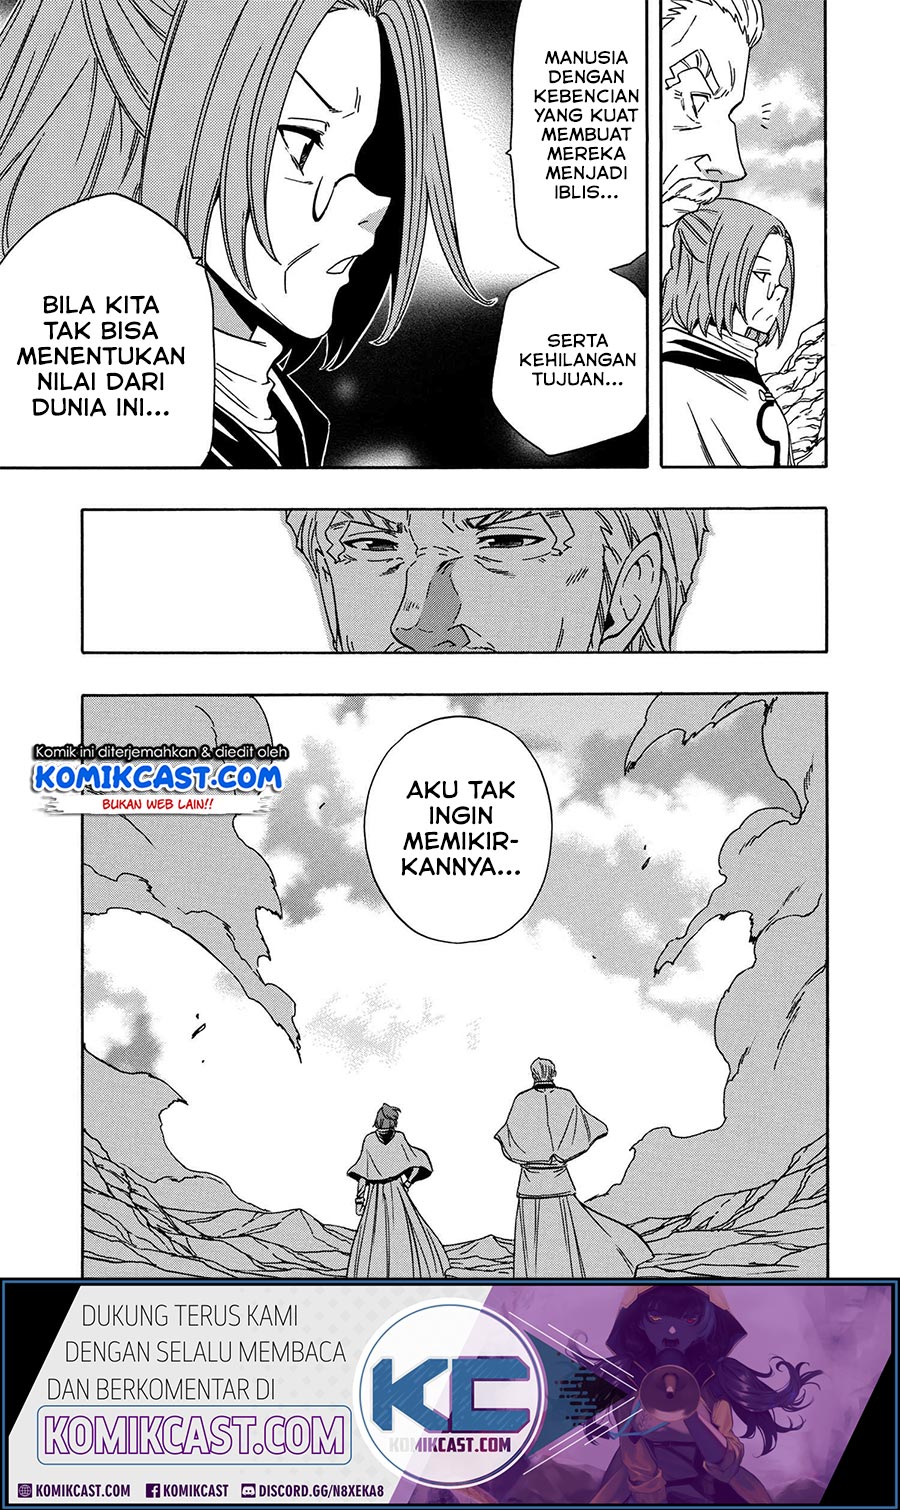 MANUSIA
DENGAN
KEBENCIAN
YANG KUAT
MEMBUAT
MEREKA
MENJADI
IBLIS...
SERTA
KEHILANGAN
TUJUAN...
BILA KITA
TAK BISA
MENENTUKAN
NILAI DARI
DUNIA INI...
Komik ini diterjemahkan & diedit oleh
KOMIKCAST.COM
BUKAN WEB LAIN!!
AKU TAK
INGIN
MEMIKIR-
KANNYA...
DUKUNG TERUS KAMI
DENGAN SELALU MEMBACA
DAN BERKOMENTAR DI
KOMIKCAST.COM
KC
KOMIKCAST.COM
KOMIKCAST.COM KOMIKCAST DISCORD.GG/N8XEKA8